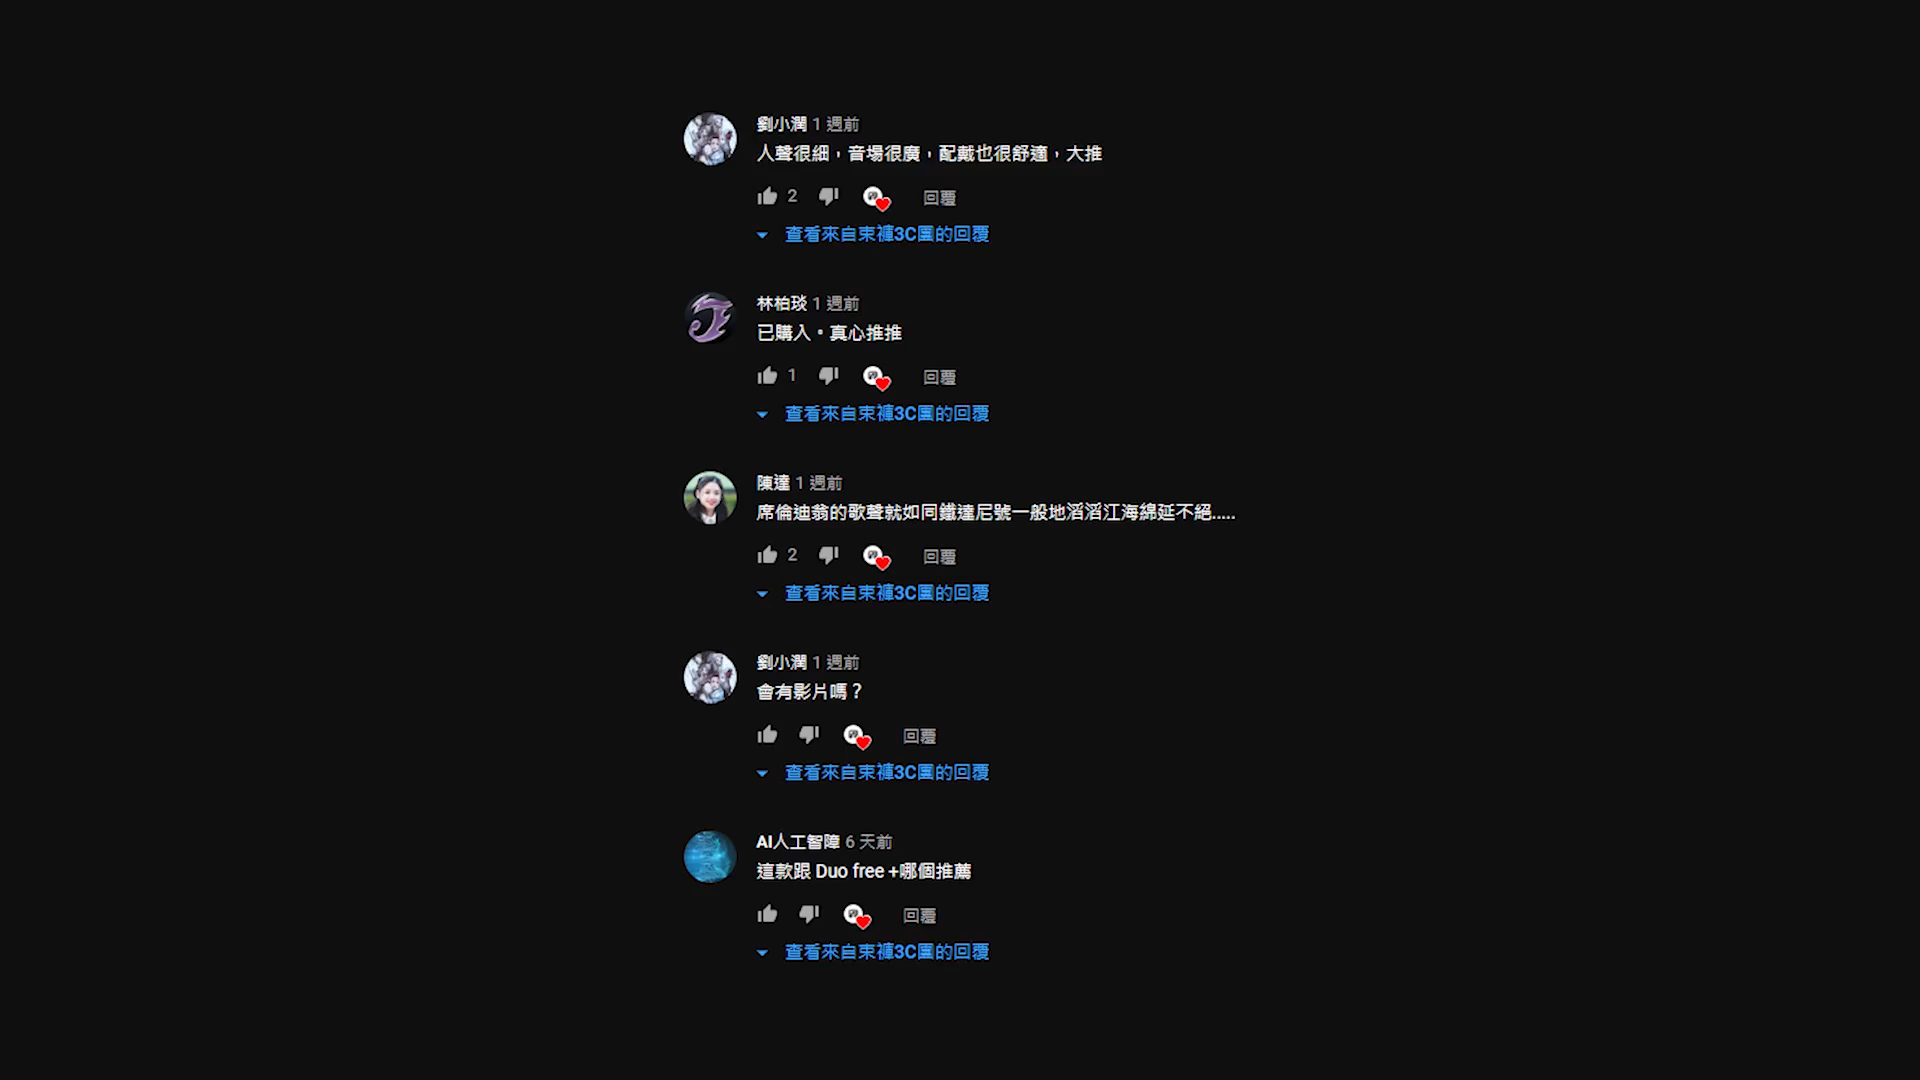 劉小潤 1 週前
人聲很細，音場很廣，配戴也很舒適，大推
2 回覆
查看來自束褲3C團的回覆
林柏琰 1 週前
已購入。真心推推
1 回覆
查看來自束褲3C團的回覆
陳達 1 週前
席倫迪翁的歌聲就如同鐵達尼號一般地滔滔江海綿延不絕.....
2 回覆
查看來自束褲3C團的回覆
劉小潤 1 週前
會有影片嗎？
回覆
查看來自束褲3C團的回覆
AI人工智障 6 天前
這款跟 Duo free +哪個推薦
回覆
查看來自束褲3C團的回覆